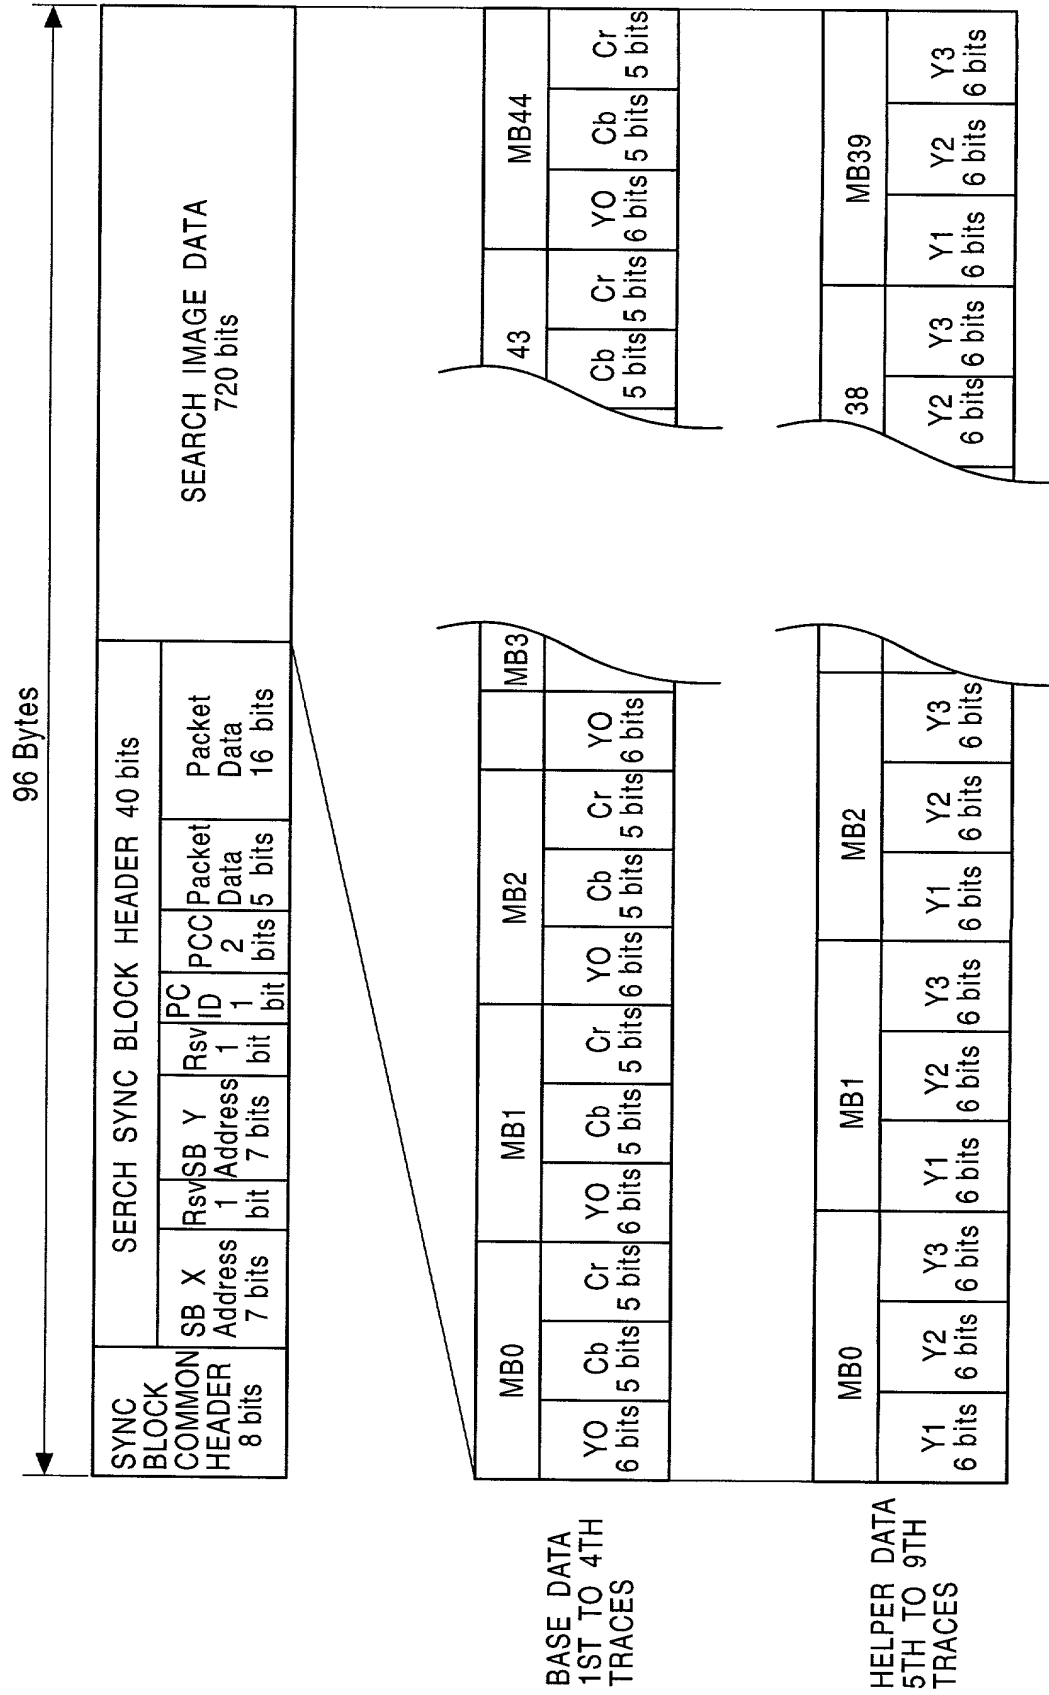 96 Bytes
SYNC
BLOCK
COMMON
HEADER
8 bits
SERCH SYNC BLOCK HEADER 40 bits
SB X
Address
7 bits
Rsv
1
bit
SB Y
Address
7 bits
Rsv
1
bit
PC
ID
1
bit
PCC
2
bits
Packet
Data
5 bits
Packet
Data
16 bits
SEARCH IMAGE DATA
720 bits
BASE DATA
1ST TO 4TH
TRACES
MB0
YO
6 bits
Cb
5 bits
Cr
5 bits
MB1
YO
6 bits
Cb
5 bits
Cr
5 bits
MB2
YO
6 bits
Cb
5 bits
Cr
5 bits
MB3
YO
6 bits
43
Cb
5 bits
Cr
5 bits
MB44
YO
6 bits
Cb
5 bits
Cr
5 bits
HELPER DATA
5TH TO 9TH
TRACES
MB0
Y1
6 bits
Y2
6 bits
Y3
6 bits
MB1
Y1
6 bits
Y2
6 bits
Y3
6 bits
MB2
Y1
6 bits
Y2
6 bits
Y3
6 bits
38
Y2
6 bits
Y3
6 bits
MB39
Y1
6 bits
Y2
6 bits
Y3
6 bits